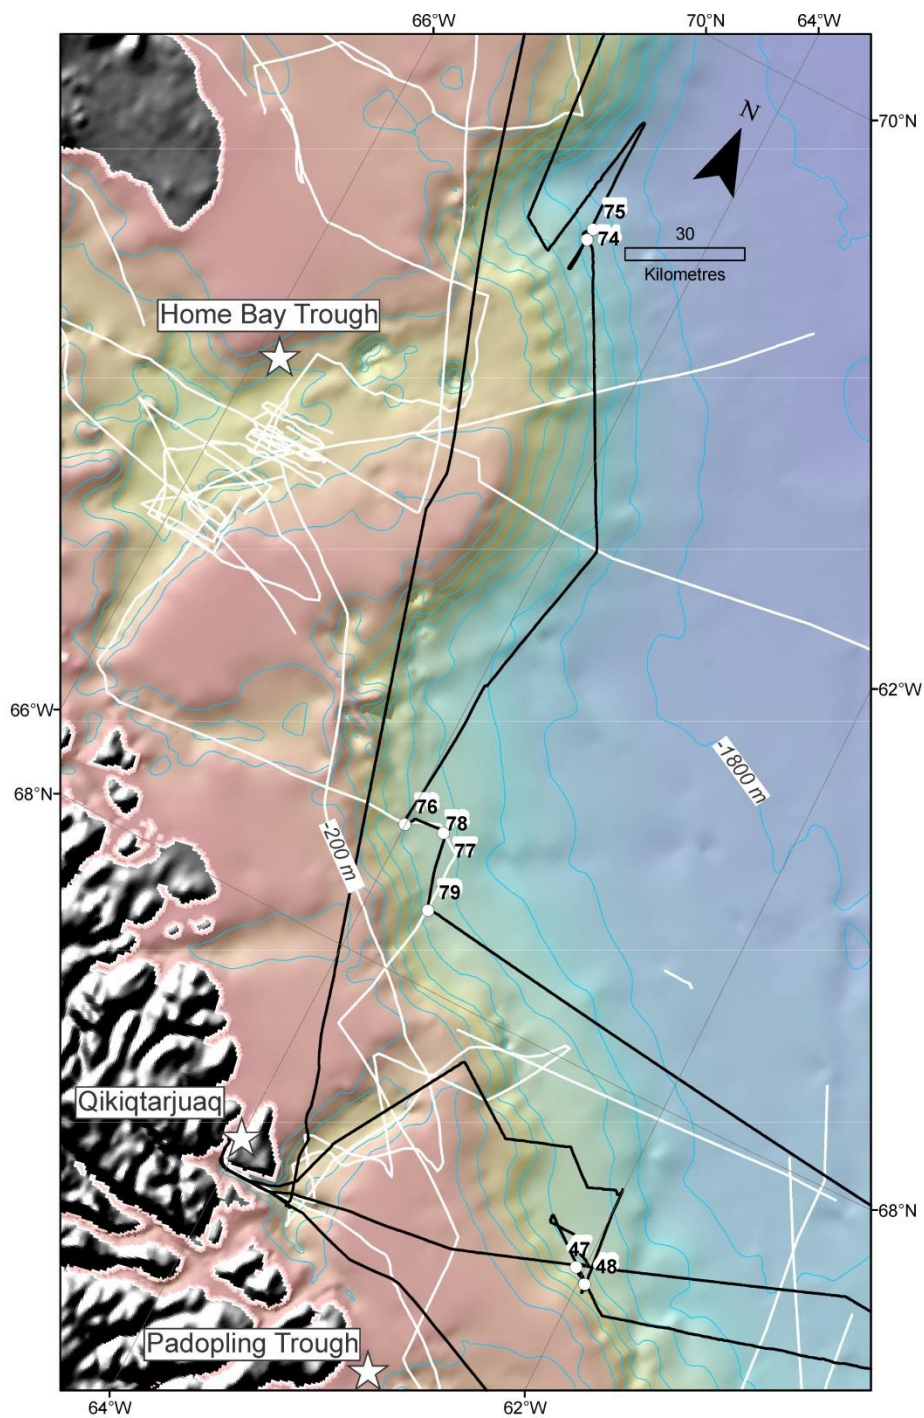 66°W
70°N
64°W
70°N
N
75
74
30
Kilometres
Home Bay Trough
62°W
66°W
-1800 m
68°N
76
78
77
-200 m
79
Qikiqtarjuaq
68°N
47
48
Padopling Trough
64°W
62°W